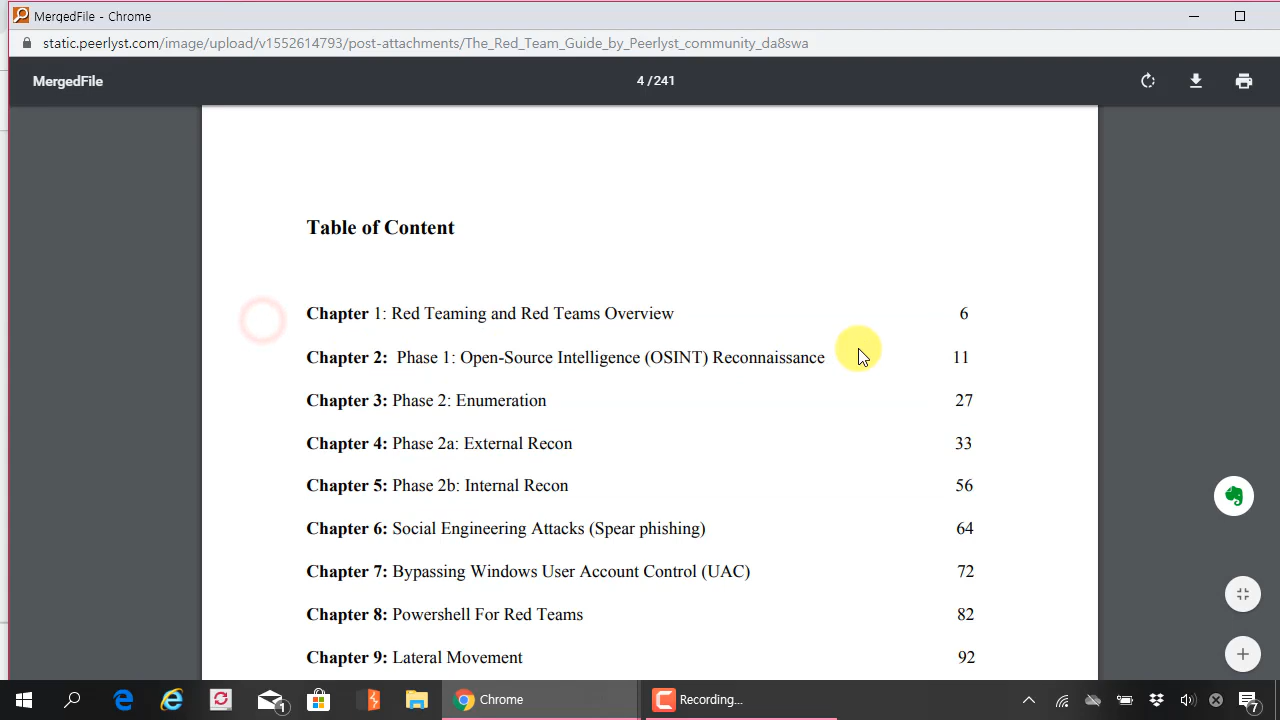 MergedFile - Chrome
static.peerlyst.com/image/upload/v1552614793/post-attachments/The_Red_Team_Guide_by_Peerlyst_community_da8swa
MergedFile
4 / 241
Table of Content
Chapter 1: Red Teaming and Red Teams Overview 6
Chapter 2: Phase 1: Open-Source Intelligence (OSINT) Reconnaissance 11
Chapter 3: Phase 2: Enumeration 27
Chapter 4: Phase 2a: External Recon 33
Chapter 5: Phase 2b: Internal Recon 56
Chapter 6: Social Engineering Attacks (Spear phishing) 64
Chapter 7: Bypassing Windows User Account Control (UAC) 72
Chapter 8: Powershell For Red Teams 82
Chapter 9: Lateral Movement 92
1
Chrome
Recording...
7